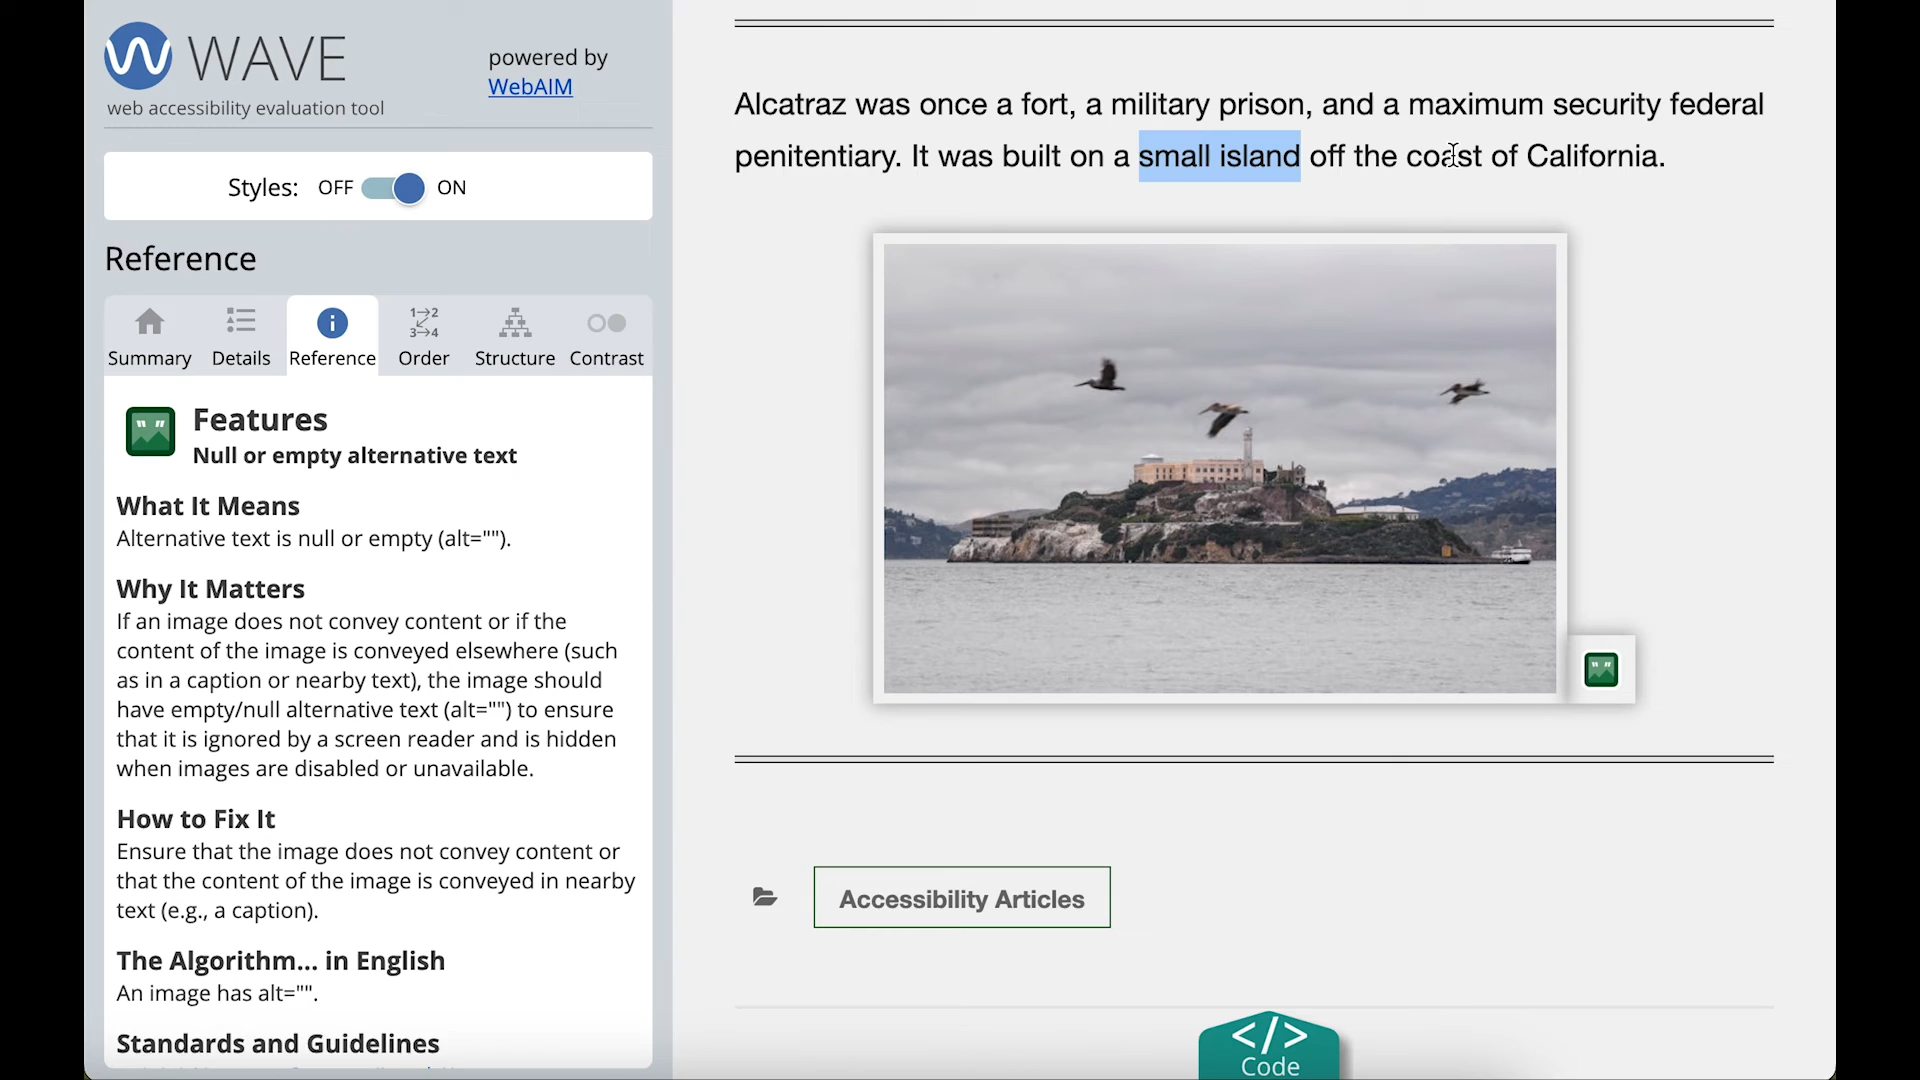 WAVE
web accessibility evaluation tool
powered by
WebAIM
Styles: OFF ON
Reference
Summary Details Reference Order Structure Contrast
Features
Null or empty alternative text
What It Means
Alternative text is null or empty (alt="").
Why It Matters
If an image does not convey content or if the
content of the image is conveyed elsewhere (such
as in a caption or nearby text), the image should
have empty/null alternative text (alt="") to ensure
that it is ignored by a screen reader and is hidden
when images are disabled or unavailable.
How to Fix It
Ensure that the image does not convey content or
that the content of the image is conveyed in nearby
text (e.g., a caption).
The Algorithm... in English
An image has alt="".
Standards and Guidelines
Alcatraz was once a fort, a military prison, and a maximum security federal
penitentiary. It was built on a small island off the coast of California.
Accessibility Articles
</>
Code